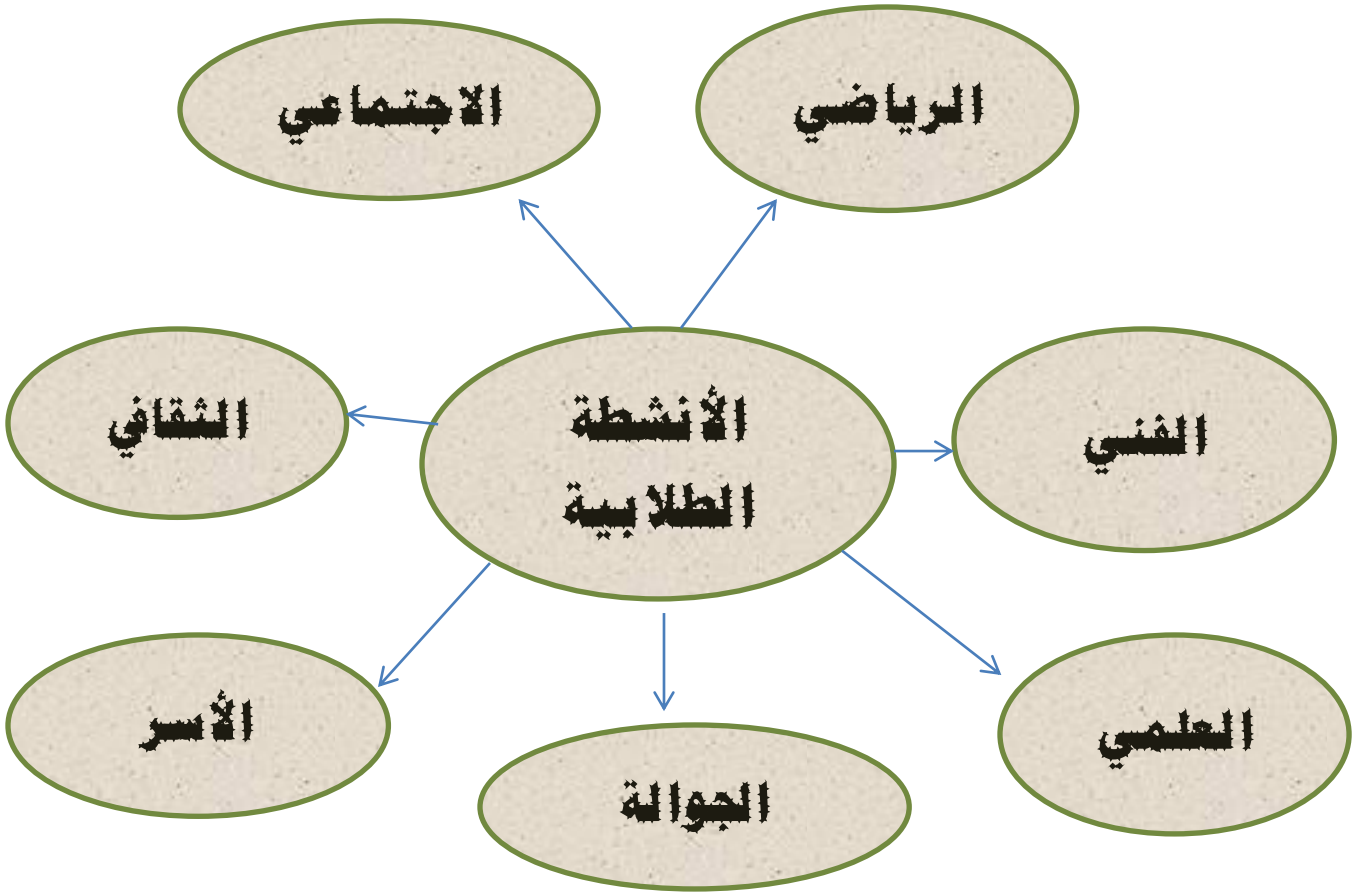 الرياضي
الاجتماعي
الأنشطة
الطلابية
الثقافي
الفني
الأسر
الجوالة
العلمي